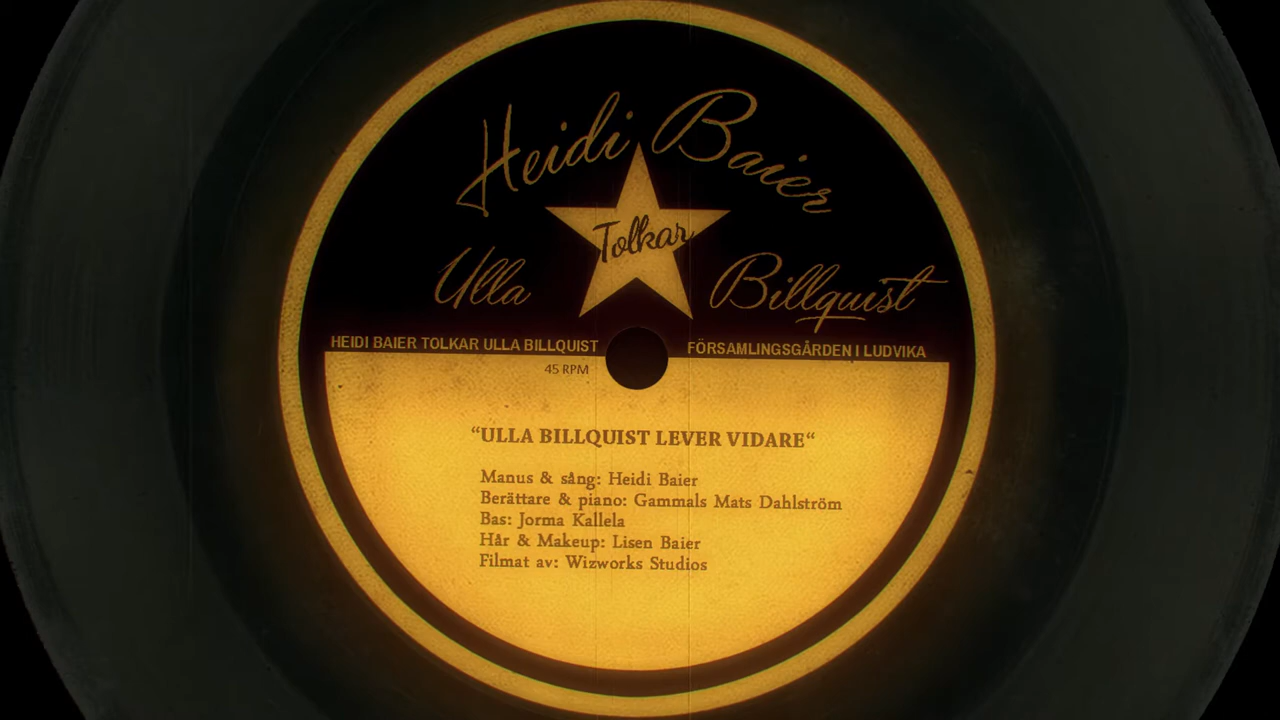 Heidi Baier
Tolkar
Ulla Billquist
HEIDI BAIER TOLKAR ULLA BILLQUIST FÖRSAMLINGSGÅRDEN I LUDVIKA
45 RPM
“ULLA BILLQUIST LEVER VIDARE“
Manus & sång: Heidi Baier
Berättare & piano: Gammals Mats Dahlström
Bas: Jorma Kallela
Hår & Makeup: Lisen Baier
Filmat av: Wizworks Studios